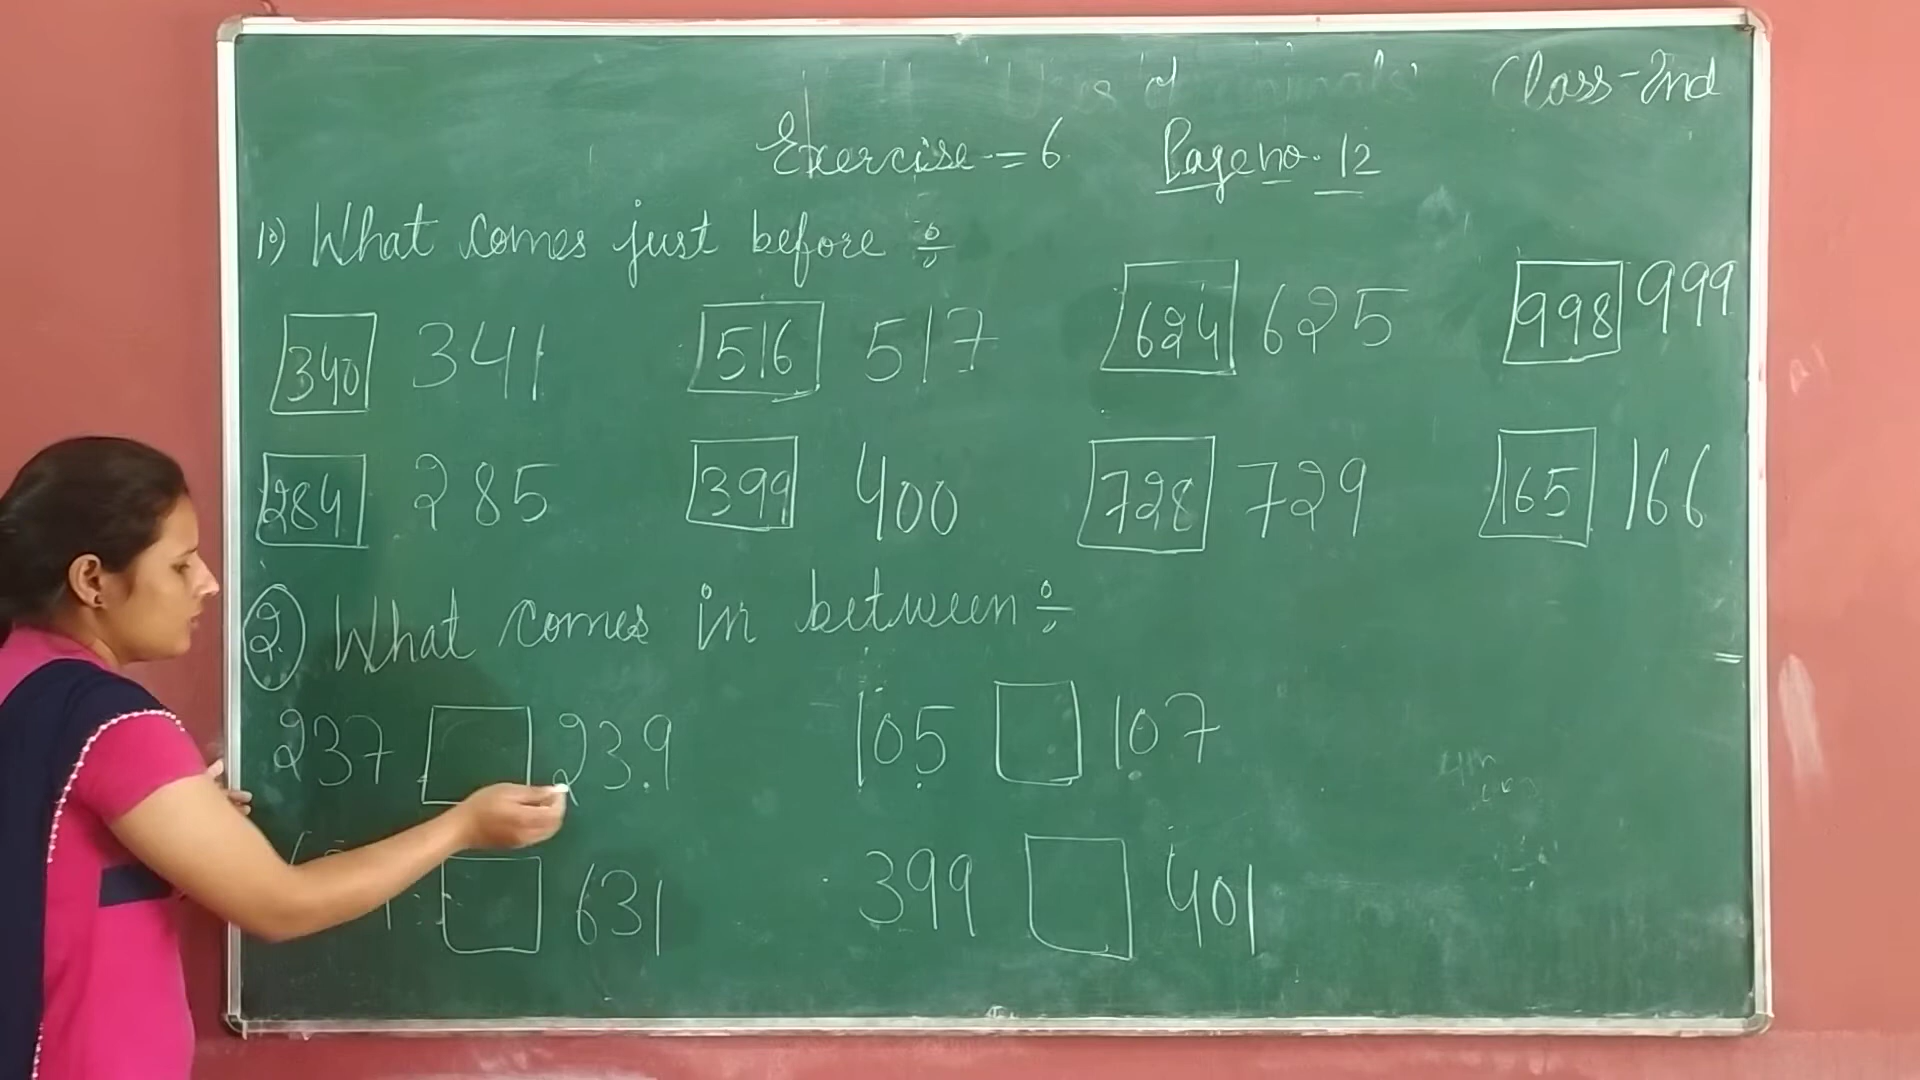 Class-2nd
Exercise-=6 Page no. 12
1) What comes just before ÷
340 341 516 517 624 625 998 999
284 285 399 400 728 729 165 166
2. What comes in between ÷
237 239 105 107
631 399 401